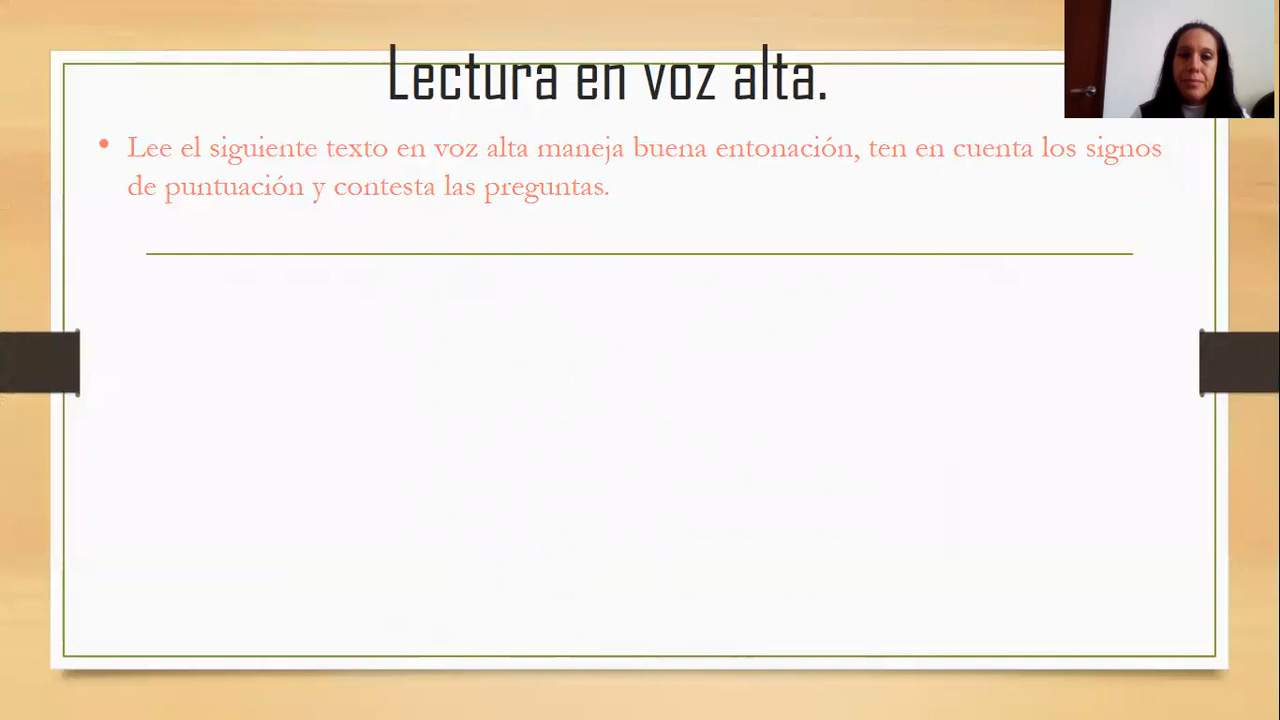 Lectura en voz alta.
• Lee el siguiente texto en voz alta maneja buena entonación, ten en cuenta los signos
de puntuación y contesta las preguntas.